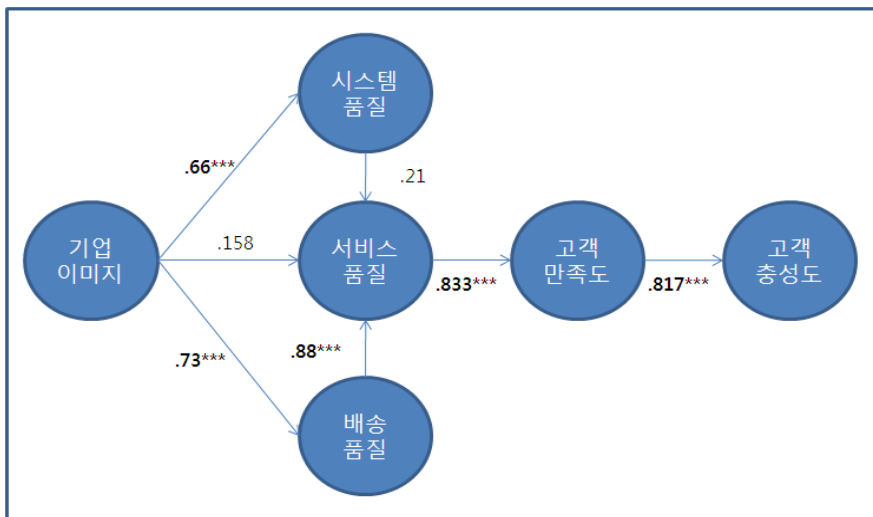 시스템
품질
.66***
.21
기업
이미지
.158
서비스
품질
.833***
고객
만족도
.817***
고객
충성도
.73***
.88***
배송
품질